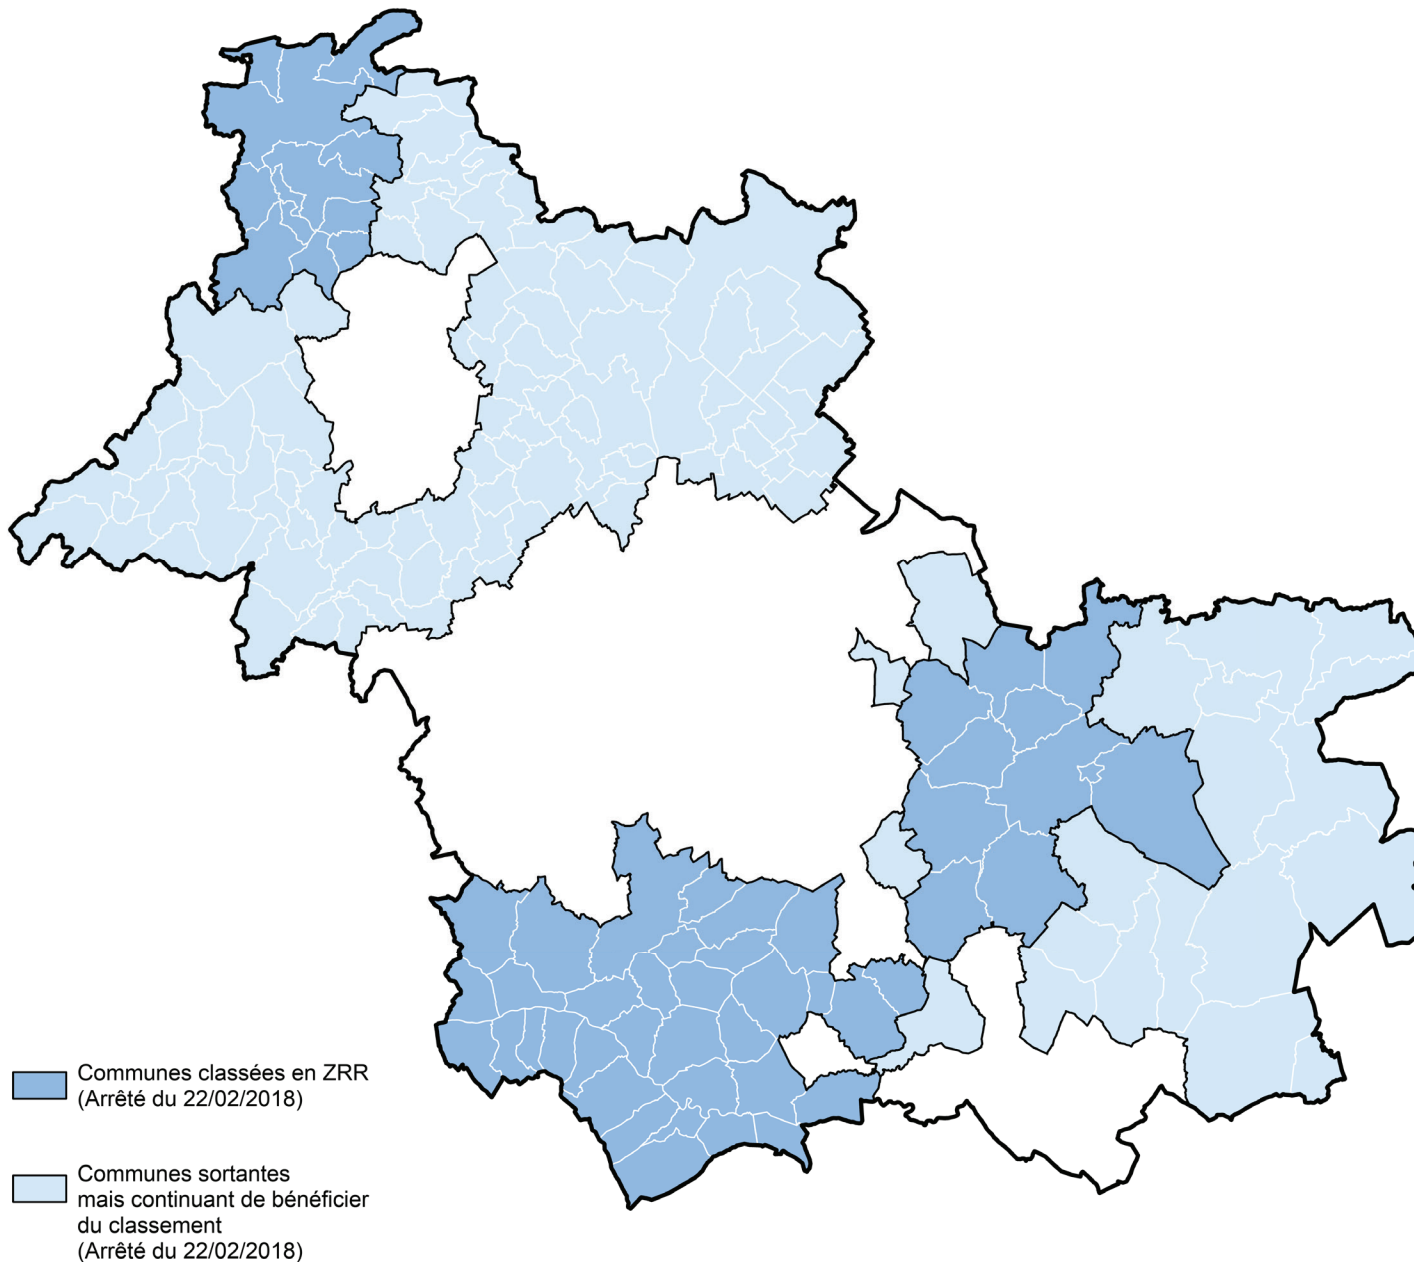 Communes classées en ZRR
(Arrêté du 22/02/2018)
Communes sortantes
mais continuant de bénéficier
du classement
(Arrêté du 22/02/2018)